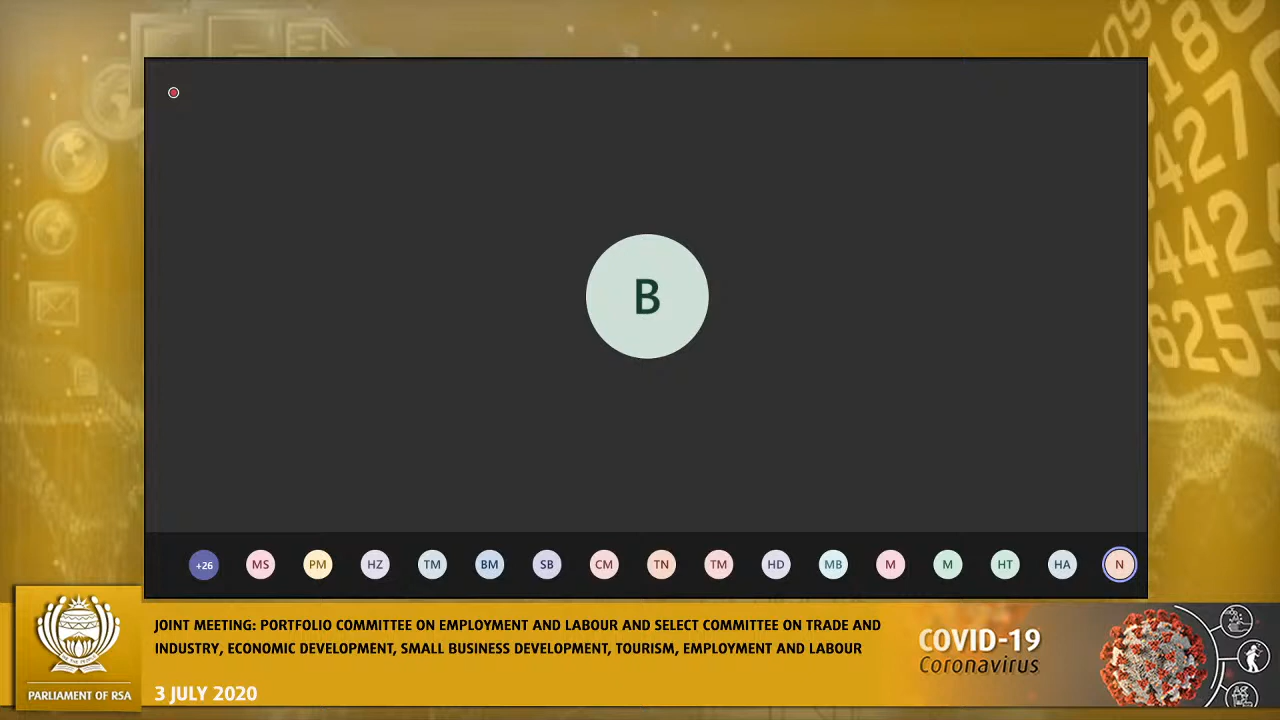 B
+26 MS PM HZ TM BM SB CM TN TM HD MB M M HT HA N
JOINT MEETING: PORTFOLIO COMMITTEE ON EMPLOYMENT AND LABOUR AND SELECT COMMITTEE ON TRADE AND
INDUSTRY, ECONOMIC DEVELOPMENT, SMALL BUSINESS DEVELOPMENT, TOURISM, EMPLOYMENT AND LABOUR
3 JULY 2020
PARLIAMENT OF RSA
COVID-19
Coronavirus